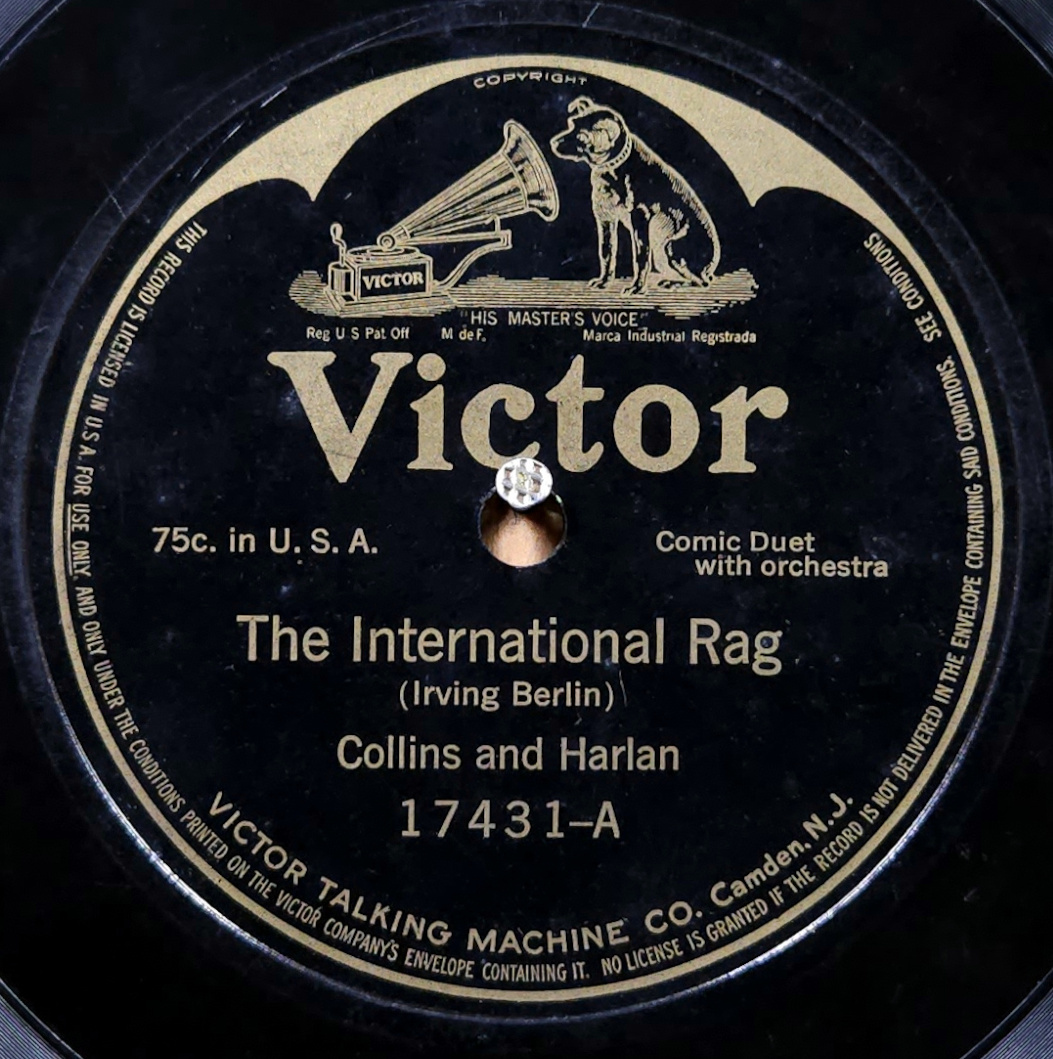 COPYRIGHT
VICTOR
"HIS MASTER'S VOICE"
Reg U S Pat Off M de F. Marca Industrial Registrada
Victor
75c. in U. S. A.
Comic Duet
with orchestra
The International Rag
(Irving Berlin)
Collins and Harlan
17431-A
VICTOR TALKING MACHINE CO. Camden, N. J.
THIS RECORD IS LICENSED IN U.S.A. FOR USE ONLY, AND ONLY UNDER THE CONDITIONS PRINTED ON THE VICTOR COMPANY'S ENVELOPE CONTAINING IT. NO LICENSE IS GRANTED IF THE RECORD IS NOT DELIVERED IN THE ENVELOPE CONTAINING SAID CONDITIONS. SEE CONDITIONS